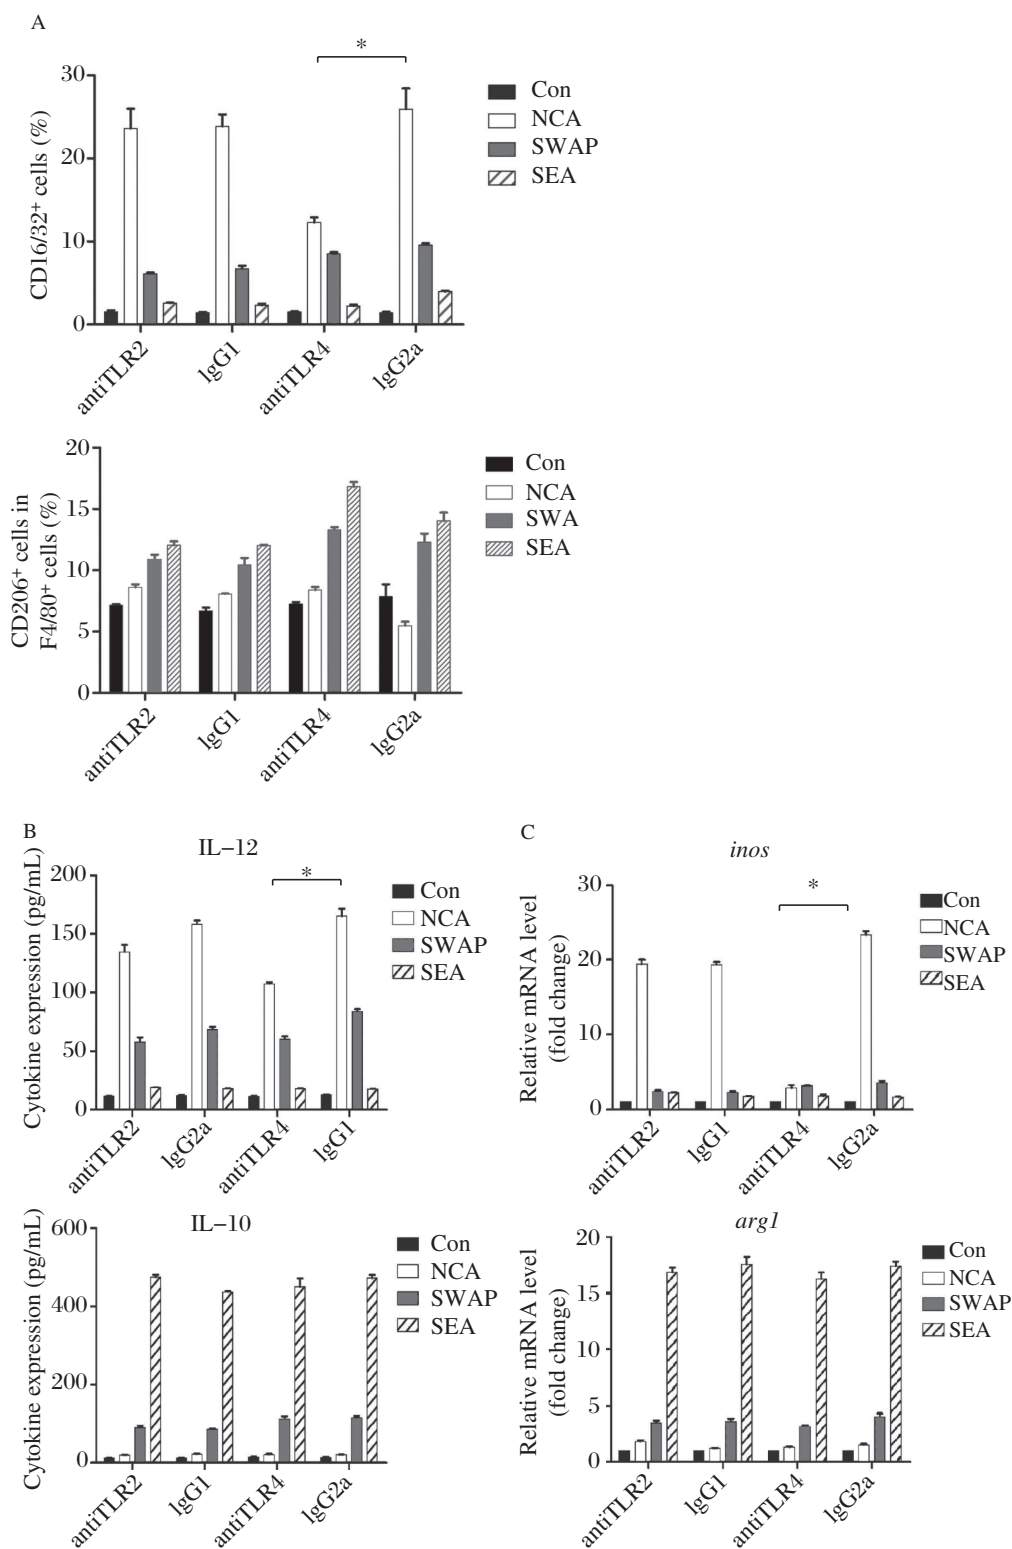 A
*
30
20
10
0
CD16/32+ cells (%)
Con
NCA
SWAP
SEA
antiTLR2
lgG1
antiTLR4
lgG2a
20
15
10
5
0
CD206+ cells in
F4/80+ cells (%)
Con
NCA
SWA
SEA
antiTLR2
lgG1
antiTLR4
lgG2a
B
IL−12
*
200
150
100
50
0
Cytokine expression (pg/mL)
Con
NCA
SWAP
SEA
antiTLR2
lgG2a
antiTLR4
lgG1
IL−10
600
400
200
0
Cytokine expression (pg/mL)
Con
NCA
SWAP
SEA
antiTLR2
lgG1
antiTLR4
lgG2a
C
inos
*
30
20
10
0
Relative mRNA level
(fold change)
Con
NCA
SWAP
SEA
antiTLR2
lgG1
antiTLR4
lgG2a
arg1
20
15
10
5
0
Relative mRNA level
(fold change)
Con
NCA
SWAP
SEA
antiTLR2
lgG1
antiTLR4
lgG2a